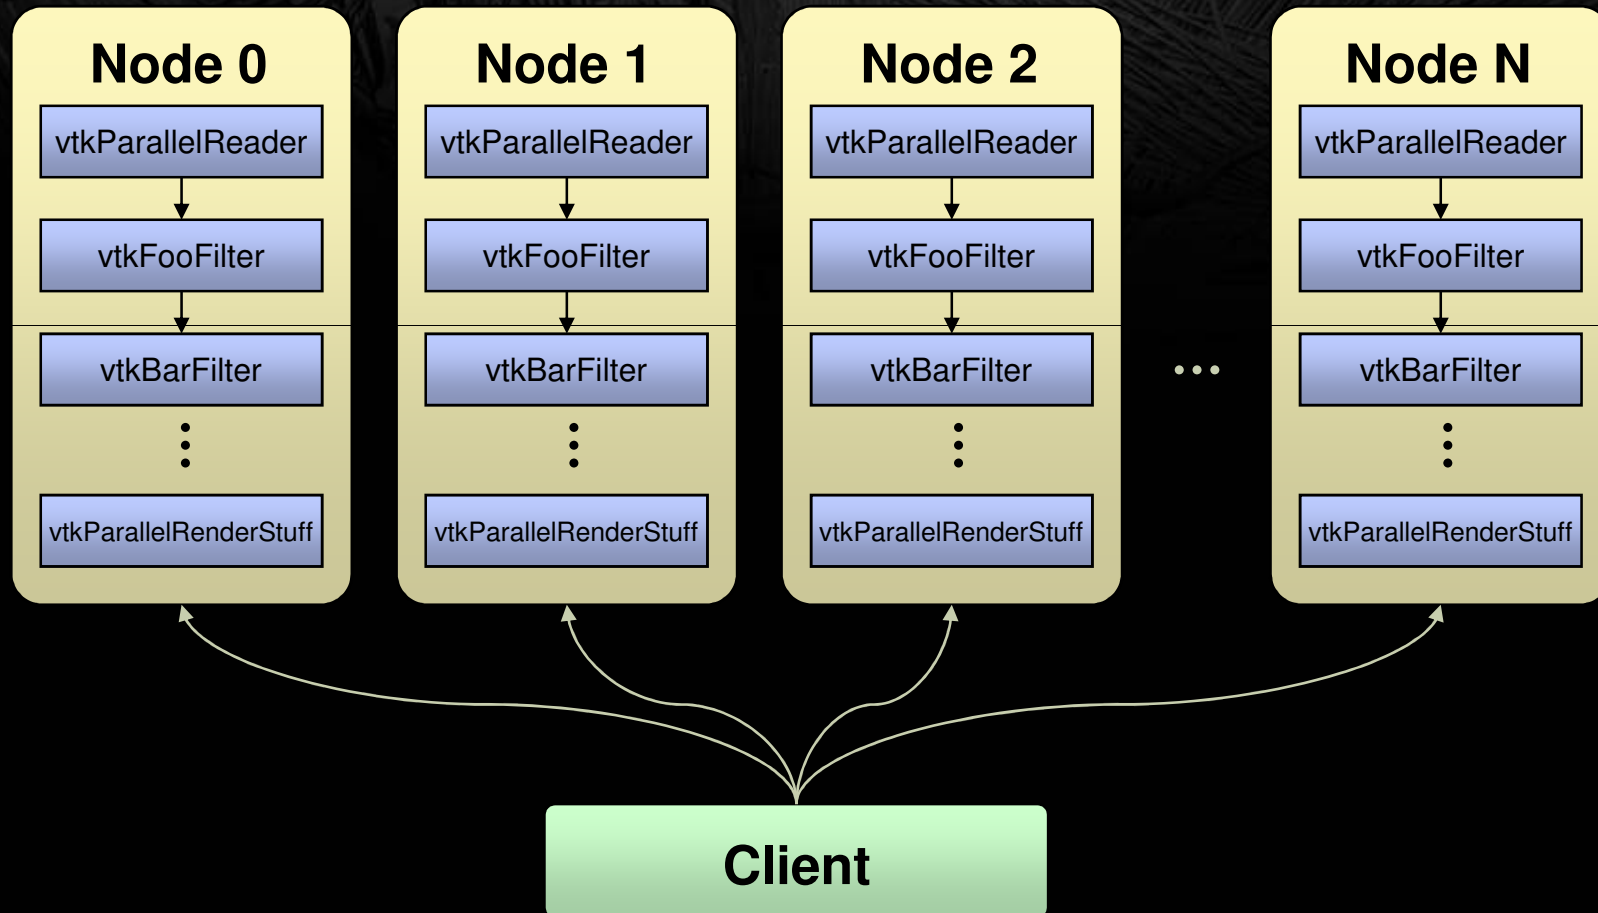 Node 0
vtkParallelReader
vtkFooFilter
vtkBarFilter
⋮
vtkParallelRenderStuff
Node 1
vtkParallelReader
vtkFooFilter
vtkBarFilter
⋮
vtkParallelRenderStuff
Node 2
vtkParallelReader
vtkFooFilter
vtkBarFilter
⋮
vtkParallelRenderStuff
...
Node N
vtkParallelReader
vtkFooFilter
vtkBarFilter
⋮
vtkParallelRenderStuff
Client